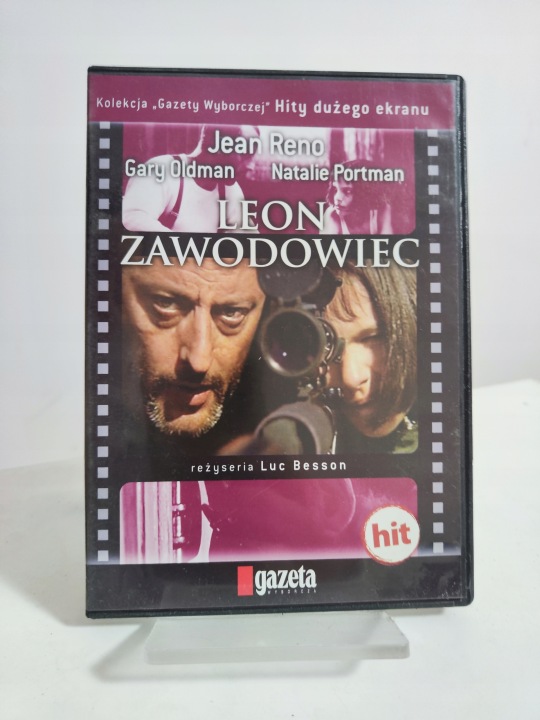 Kolekcja „Gazety Wyborczej" Hity dużego ekranu
Jean Reno
Gary Oldman Natalie Portman
LEON
ZAWODOWIEC
reżyseria Luc Besson
hit
gazeta
WYBORCZA